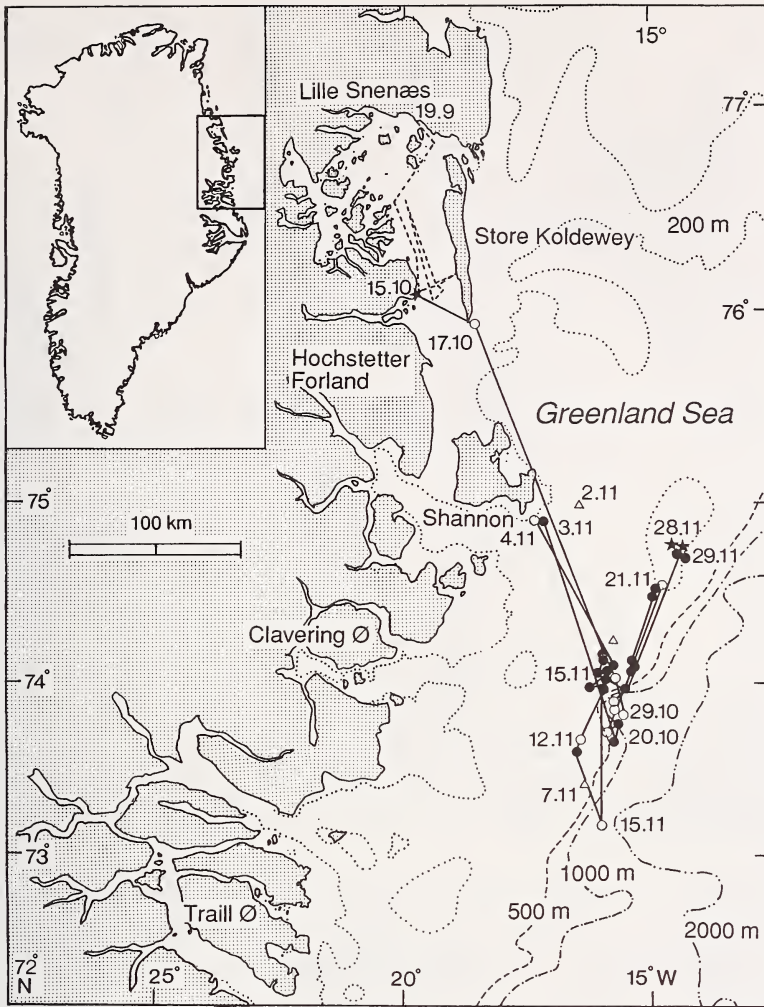 15°
77°
Lille Snenæs
19.9
200 m
Store Koldewey
15.10
76°
17.10
Hochstetter
Forland
Greenland Sea
75°
2.11
100 km
Shannon
4.11
3.11
28.11
29.11
21.11
Clavering Ø
74°
15.11
29.10
20.10
12.11
7.11
15.11
73°
1000 m
500 m
2000 m
Traill Ø
72°
N
25°
20°
15°W